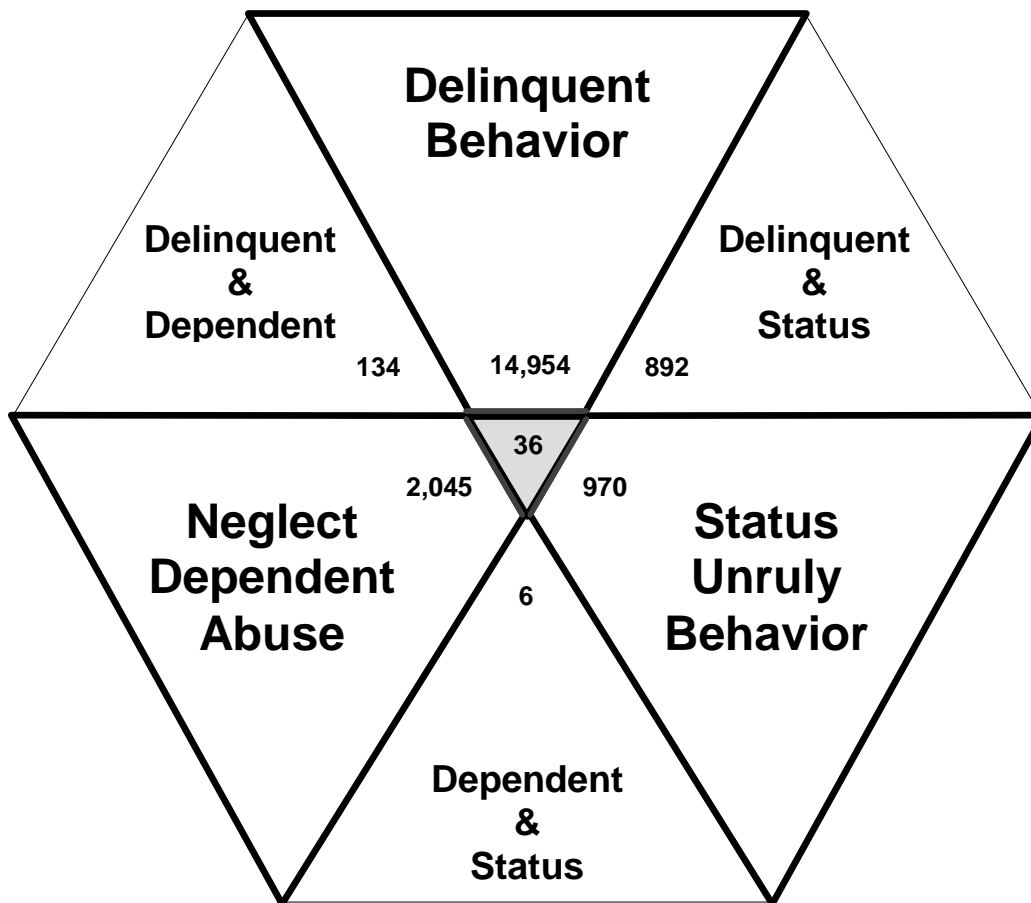 Delinquent
Behavior
Delinquent
&
Dependent
Delinquent
&
Status
134
14,954
892
36
2,045
970
Neglect
Dependent
Abuse
Status
Unruly
Behavior
6
Dependent
&
Status